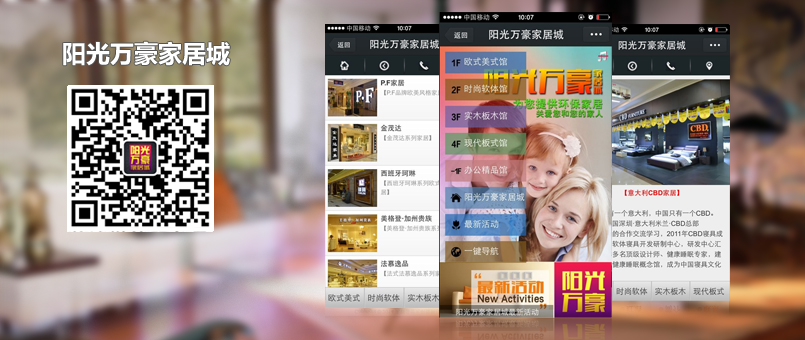 阳光万豪家居城
阳光
万豪
家居城
中国移动
10:07
返回
阳光万豪家居城
P.F家居
【P.F品牌欧美风格家
金茂达
【金茂达系列家居】
西班牙珂琳
【西班牙珂琳系列欧式
居】
美格登·加州贵族
【美格登·加州贵族系
法慕逸品
【法式法慕逸品系列家
欧式美式
时尚软体
实木板木
中国移动
10:07
返回
阳光万豪家居城
1F 欧式美式馆
2F 时尚软体馆
3F 实木板木馆
4F 现代板式馆
-1F 办公精品馆
阳光万豪家居城
最新活动
一键导航
阳光万豪
家居城
为您提供环保家居
关爱您和您的家人
最新活动
New Activities
阳光万豪家居城最新活动
阳光
万豪
10:07
阳光万豪家居城
CBD FURNITURE
CBD
【意大利CBD家居】
有一个意大利，中国只有一个CBD。
国深圳·意大利米兰·CBD总部
的合作交流学习，2011年CBD寝具成
软体寝具开发研制中心，研发中心汇
多名顶级设计师、健康睡眠专家，建
健康睡眠概念馆，成为中国寝具文化
体
实木板木
现代板式